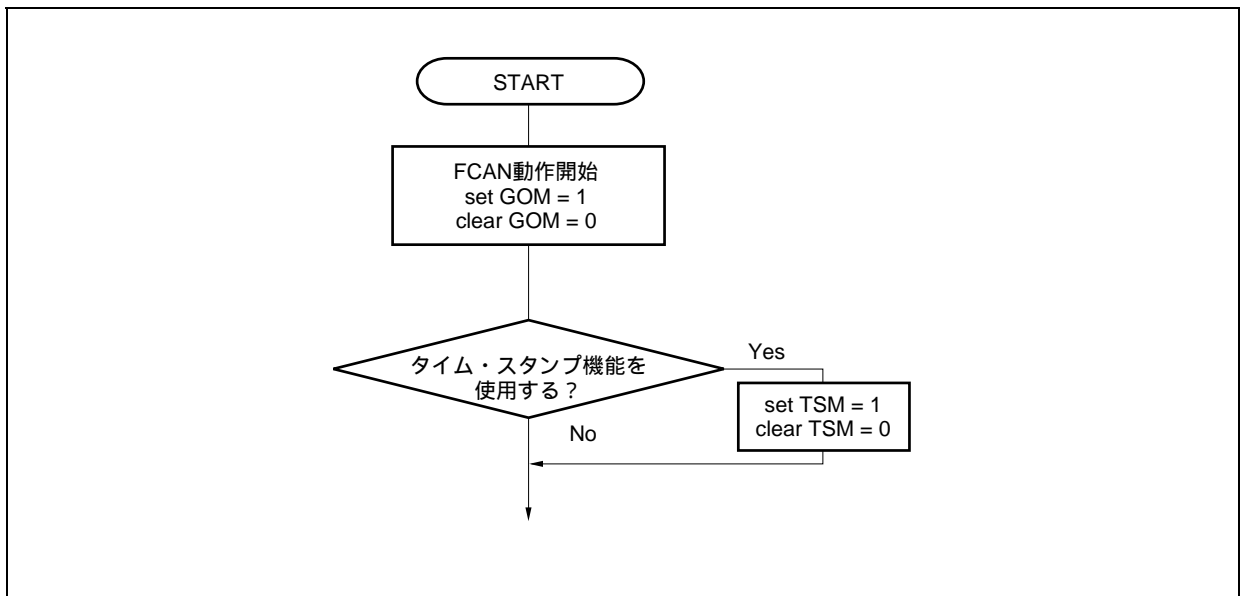 START
FCAN動作開始
set GOM = 1
clear GOM = 0
タイム・スタンプ機能を
使用する？
Yes
set TSM = 1
clear TSM = 0
No